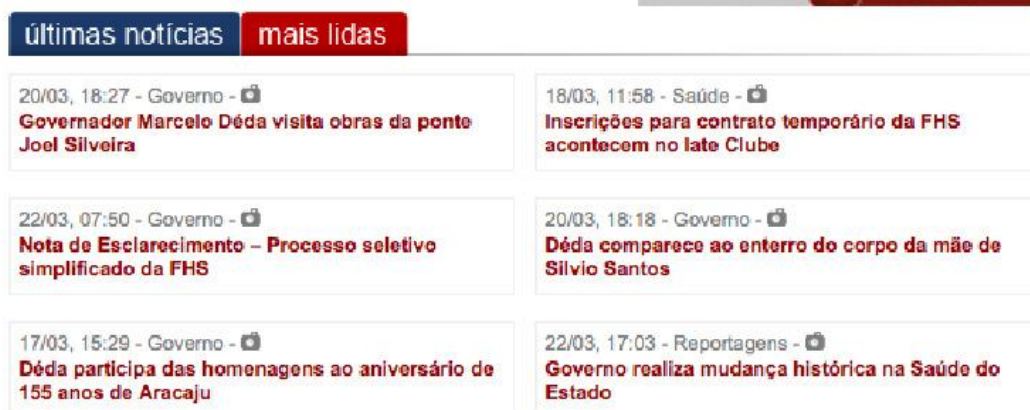 últimas notícias
mais lidas
20/03, 18:27 - Governo -
Governador Marcelo Déda visita obras da ponte
Joel Silveira
18/03, 11:58 - Saúde -
Inscrições para contrato temporário da FHS
acontecem no Iate Clube
22/03, 07:50 - Governo -
Nota de Esclarecimento – Processo seletivo
simplificado da FHS
20/03, 18:18 - Governo -
Déda comparece ao enterro do corpo da mãe de
Silvio Santos
17/03, 15:29 - Governo -
Déda participa das homenagens ao aniversário de
155 anos de Aracaju
22/03, 17:03 - Reportagens -
Governo realiza mudança histórica na Saúde do
Estado